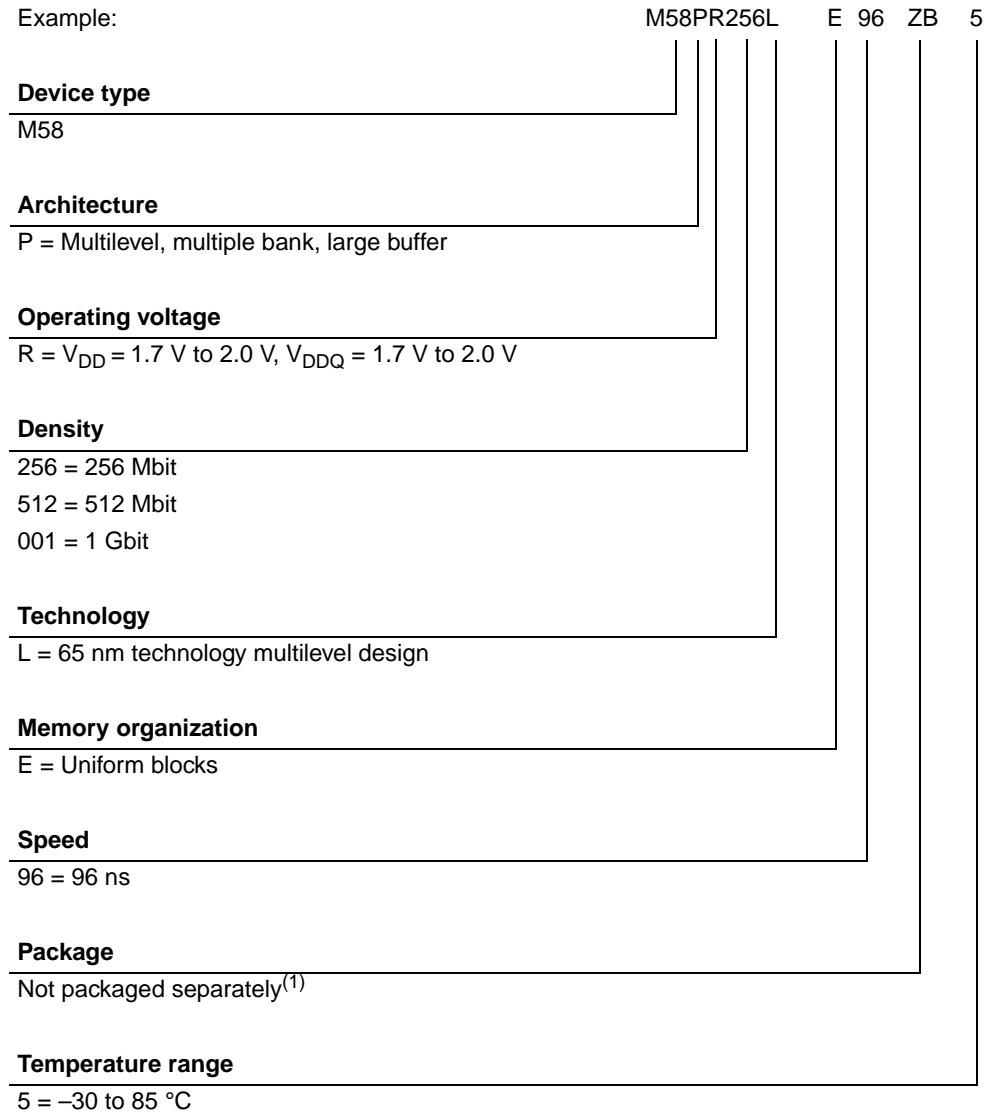 Example: M58PR256L E 96 ZB 5
Device type
M58
Architecture
P = Multilevel, multiple bank, large buffer
Operating voltage
R = VDD = 1.7 V to 2.0 V, VDDQ = 1.7 V to 2.0 V
Density
256 = 256 Mbit
512 = 512 Mbit
001 = 1 Gbit
Technology
L = 65 nm technology multilevel design
Memory organization
E = Uniform blocks
Speed
96 = 96 ns
Package
Not packaged separately(1)
Temperature range
5 = –30 to 85 °C